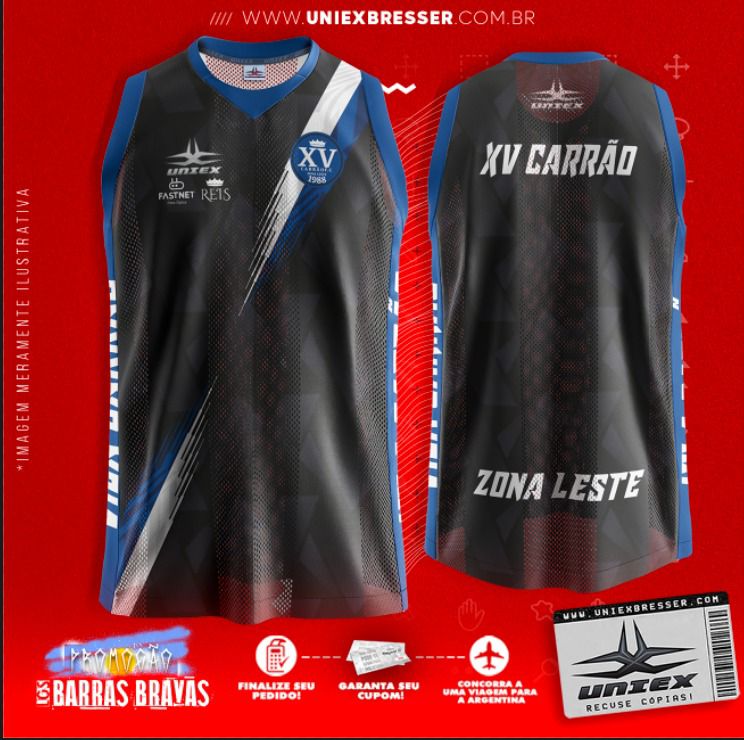 //// WWW.UNIEXBRESSER.COM.BR
UNIEX
FASTNET
REIS
XV
CARRÃO F.C.
1988
UNIEX
XV CARRÃO
ZONA LESTE
*IMAGEM MERAMENTE ILUSTRATIVA
PROMOÇÃO
LOS BARRAS BRAVAS
FINALIZE SEU
PEDIDO!
GARANTA SEU
CUPOM!
CONCORRA A
UMA VIAGEM PARA
A ARGENTINA
WWW.UNIEXBRESSER.COM
UNIEX
RECUSE CÓPIAS!